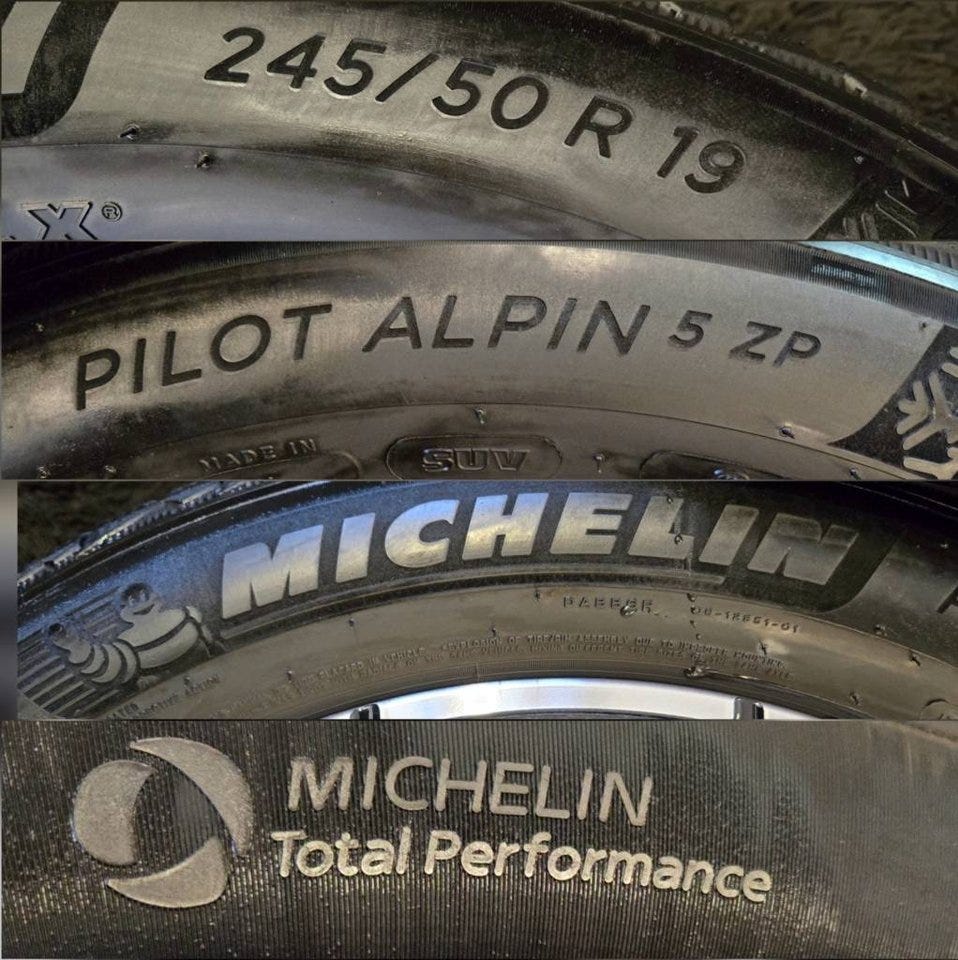 245/50 R 19
X®
PILOT ALPIN 5 ZP
MADE IN
SUV
MICHELIN
MICHELIN
Total Performance